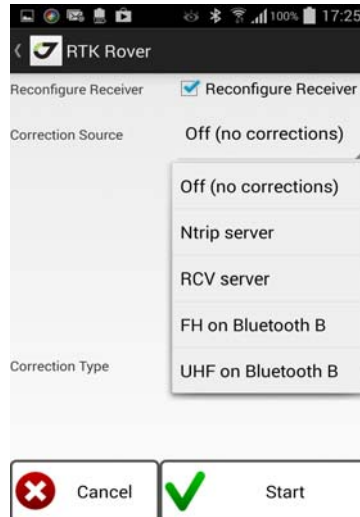 100% 17:25
RTK Rover
Reconfigure Receiver Reconfigure Receiver
Correction Source Off (no corrections)
Off (no corrections)
Ntrip server
RCV server
FH on Bluetooth B
Correction Type
UHF on Bluetooth B
Cancel Start